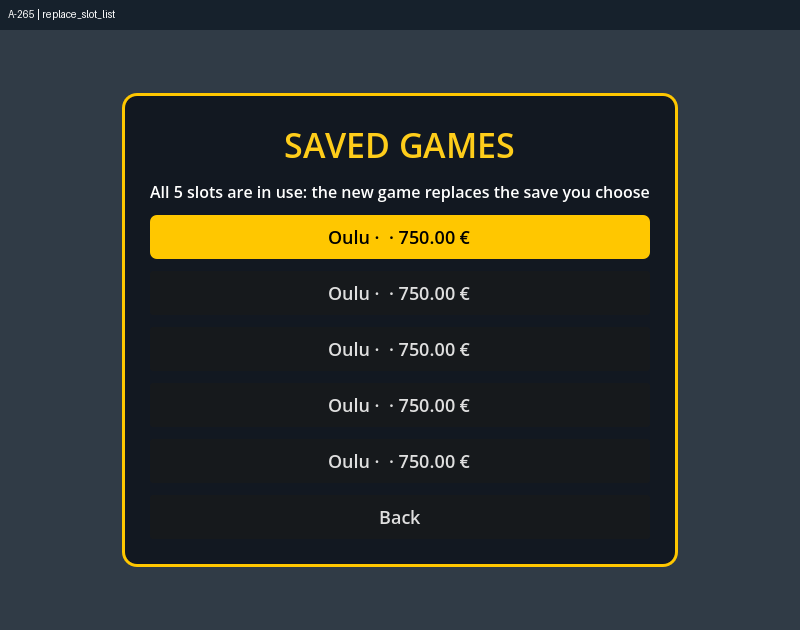 A-265 | replace_slot_list
SAVED GAMES
All 5 slots are in use: the new game replaces the save you choose
Oulu ·  · 750.00 €
Oulu ·  · 750.00 €
Oulu ·  · 750.00 €
Oulu ·  · 750.00 €
Oulu ·  · 750.00 €
Back